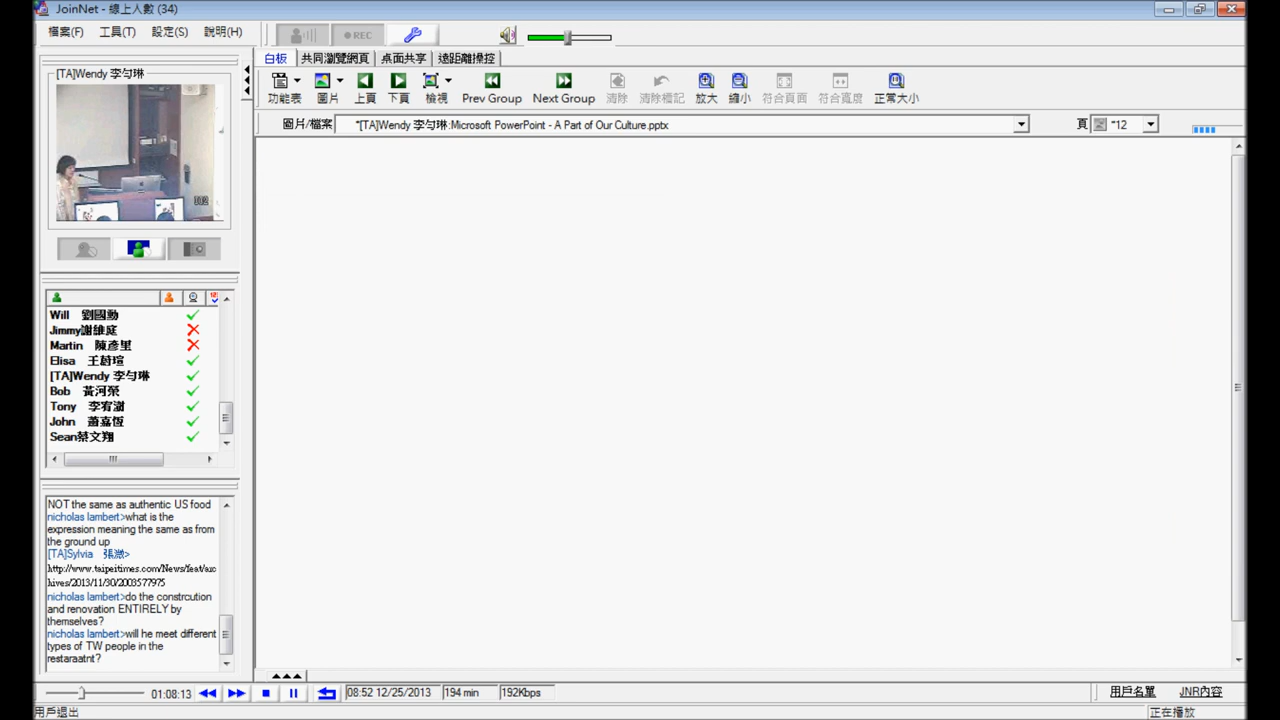 JoinNet - 線上人數 (34)
檔案(F) 工具(T) 設定(S) 說明(H)
REC
白板 共同瀏覽網頁 桌面共享 遠距離操控
功能表 圖片 上頁 下頁 檢視 Prev Group Next Group 清除 清除標記 放大 縮小 符合頁面 符合寬度 正常大小
圖片/檔案 *[TA]Wendy 李勻琳:Microsoft PowerPoint - A Part of Our Culture.pptx 頁 *12
[TA]Wendy 李勻琳
102
Will 劉國勳
Jimmy謝維庭
Martin 陳彥里
Elisa 王蔚瑄
[TA]Wendy 李勻琳
Bob 黃河榮
Tony 李宥澍
John 蕭嘉恆
Sean蔡文翔
NOT the same as authentic US food
nicholas lambert>what is the
expression meaning the same as from
the ground up
[TA]Sylvia 張
http://www.taipeitimes.com/News/feat/arc
hives/2013/11/30/2003577975
nicholas lambert>do the constrcution
and renovation ENTIRELY by
themselves?
nicholas lambert>will he meet different
types of TW people in the
restaraatnt?
01:08:13 08:52 12/25/2013 194 min 192Kbps 用戶名單 JNR內容
用戶退出 正在播放